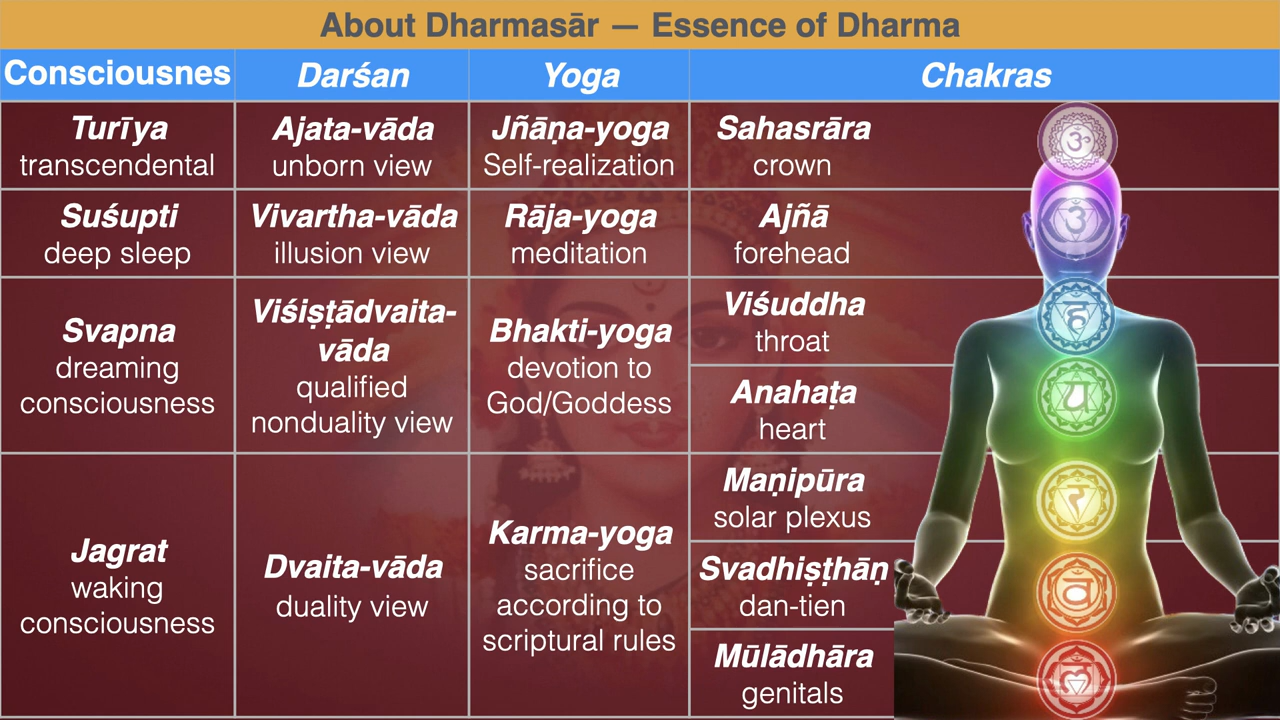 About Dharmasār — Essence of Dharma
Consciousnes
Darśan
Yoga
Chakras
Turīya
transcendental
Ajata-vāda
unborn view
Jñāṇa-yoga
Self-realization
Sahasrāra
crown
Suśupti
deep sleep
Vivartha-vāda
illusion view
Rāja-yoga
meditation
Ajñā
forehead
Svapna
dreaming
consciousness
Viśiṣṭādvaita-
vāda
qualified
nonduality view
Bhakti-yoga
devotion to
God/Goddess
Viśuddha
throat
Anahaṭa
heart
Jagrat
waking
consciousness
Dvaita-vāda
duality view
Karma-yoga
sacrifice
according to
scriptural rules
Maṇipūra
solar plexus
Svadhiṣṭhāṇ
dan-tien
Mūlādhāra
genitals
ॐ
ॐ
हं
यं
रं
वं